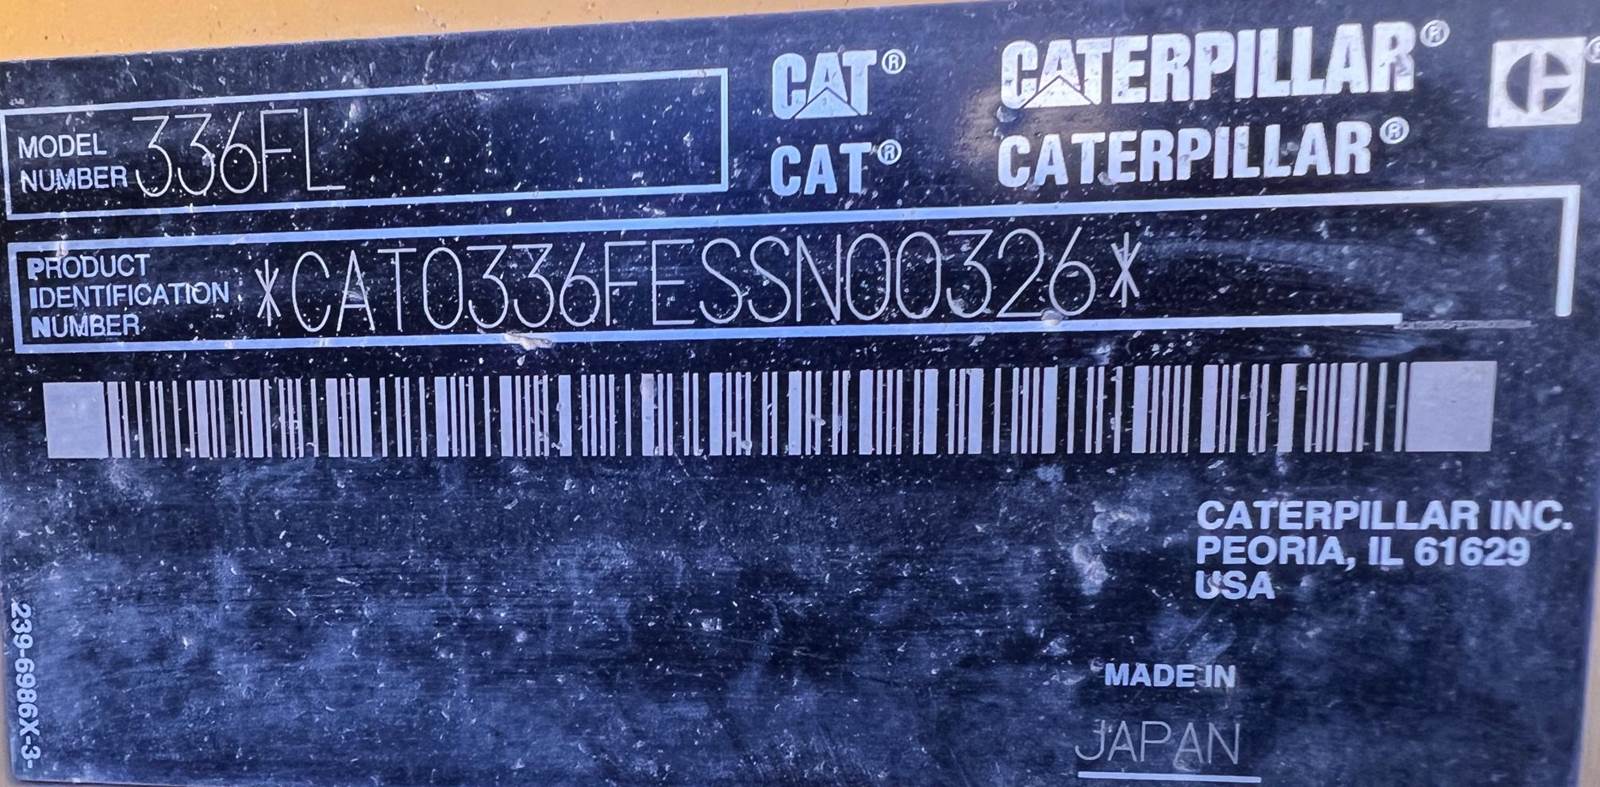 CAT® CATERPILLAR®
MODEL NUMBER 336FL
CAT® CATERPILLAR®
PRODUCT
IDENTIFICATION
NUMBER
*CAT0336FESSN00326*
CATERPILLAR INC.
PEORIA, IL 61629
USA
MADE IN
JAPAN
239-6986X-3-